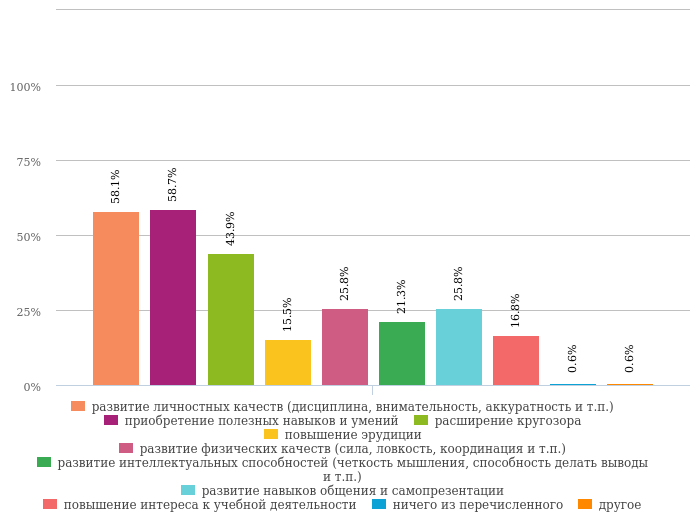 100%
75%
50%
25%
0%
58.1%
58.7%
43.9%
15.5%
25.8%
21.3%
25.8%
16.8%
0.6%
0.6%
развитие личностных качеств (дисциплина, внимательность, аккуратность и т.п.)
приобретение полезных навыков и умений расширение кругозора
повышение эрудиции
развитие физических качеств (сила, ловкость, координация и т.п.)
развитие интеллектуальных способностей (четкость мышления, способность делать выводы
и т.п.)
развитие навыков общения и самопрезентации
повышение интереса к учебной деятельности ничего из перечисленного другое